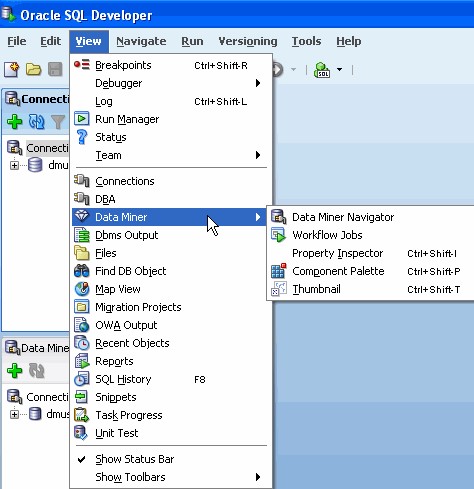 Oracle SQL Developer
File Edit View Navigate Run Versioning Tools Help
Connecti
Connectio
dmus
Breakpoints Ctrl+Shift-R
Debugger
Log Ctrl+Shift-L
Run Manager
Status
Team
Connections
DBA
Data Miner
Dbms Output
Files
Find DB Object
Map View
Migration Projects
OWA Output
Recent Objects
Reports
SQL History F8
Snippets
Task Progress
Unit Test
Show Status Bar
Show Toolbars
Data Miner Navigator
Workflow Jobs
Property Inspector Ctrl+Shift-I
Component Palette Ctrl+Shift-P
Thumbnail Ctrl+Shift-T
SQL
Data Mine
Connectio
dmus